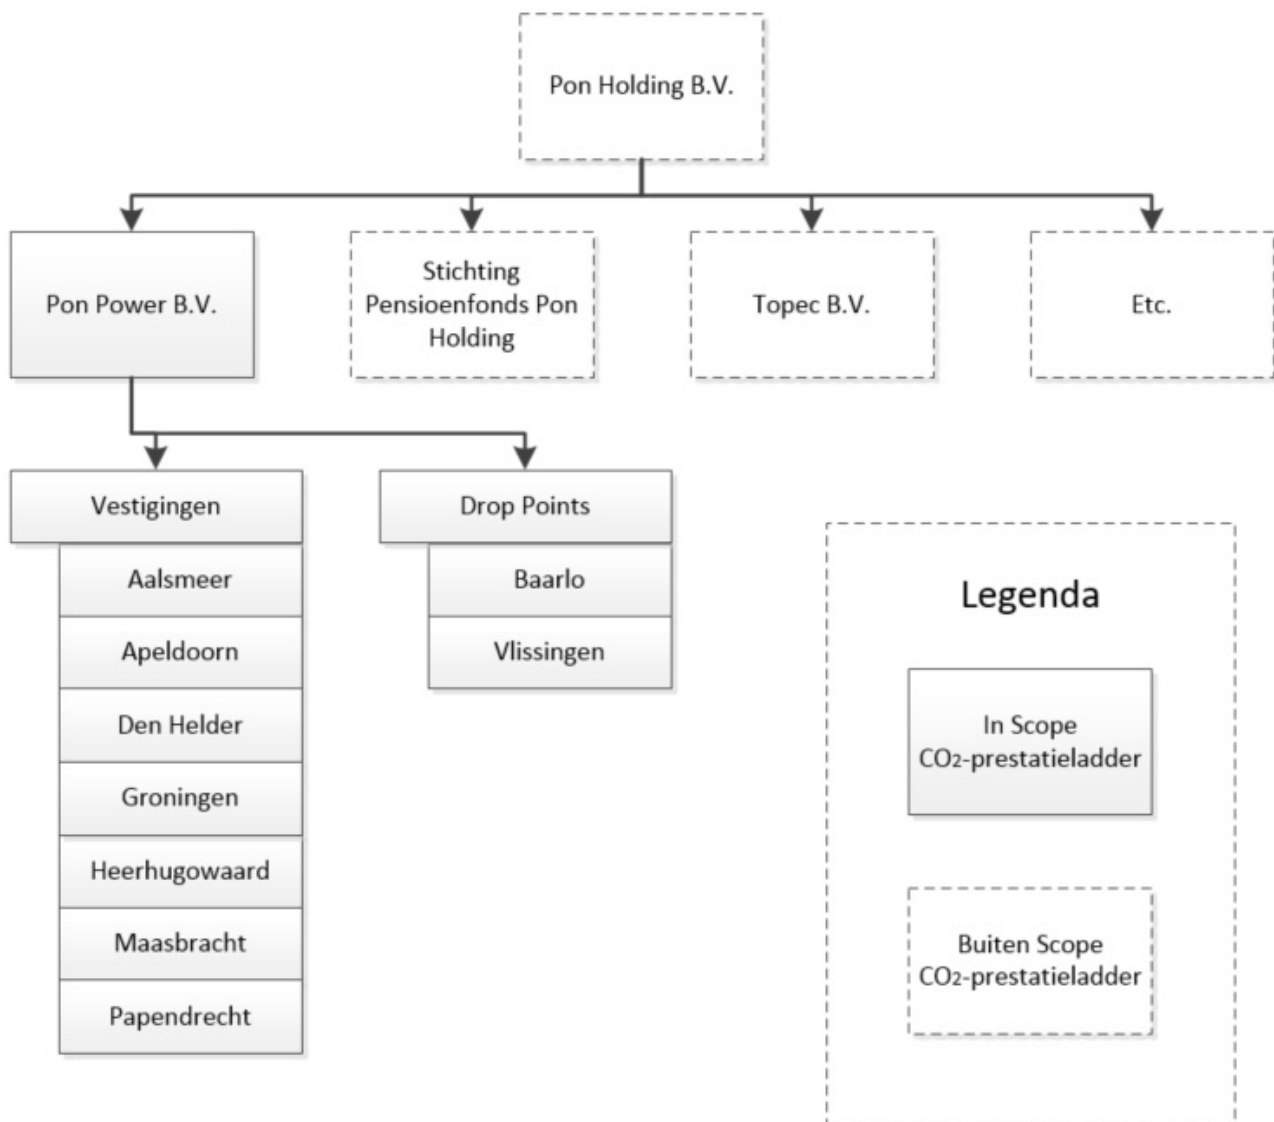 Pon Holding B.V.
Pon Power B.V.
Stichting
Pensioenfonds Pon
Holding
Topec B.V.
Etc.
Vestigingen
Aalsmeer
Apeldoorn
Den Helder
Groningen
Heerhugowaard
Maasbracht
Papendrecht
Drop Points
Baarlo
Vlissingen
Legenda
In Scope
CO₂-prestatieladder
Buiten Scope
CO₂-prestatieladder